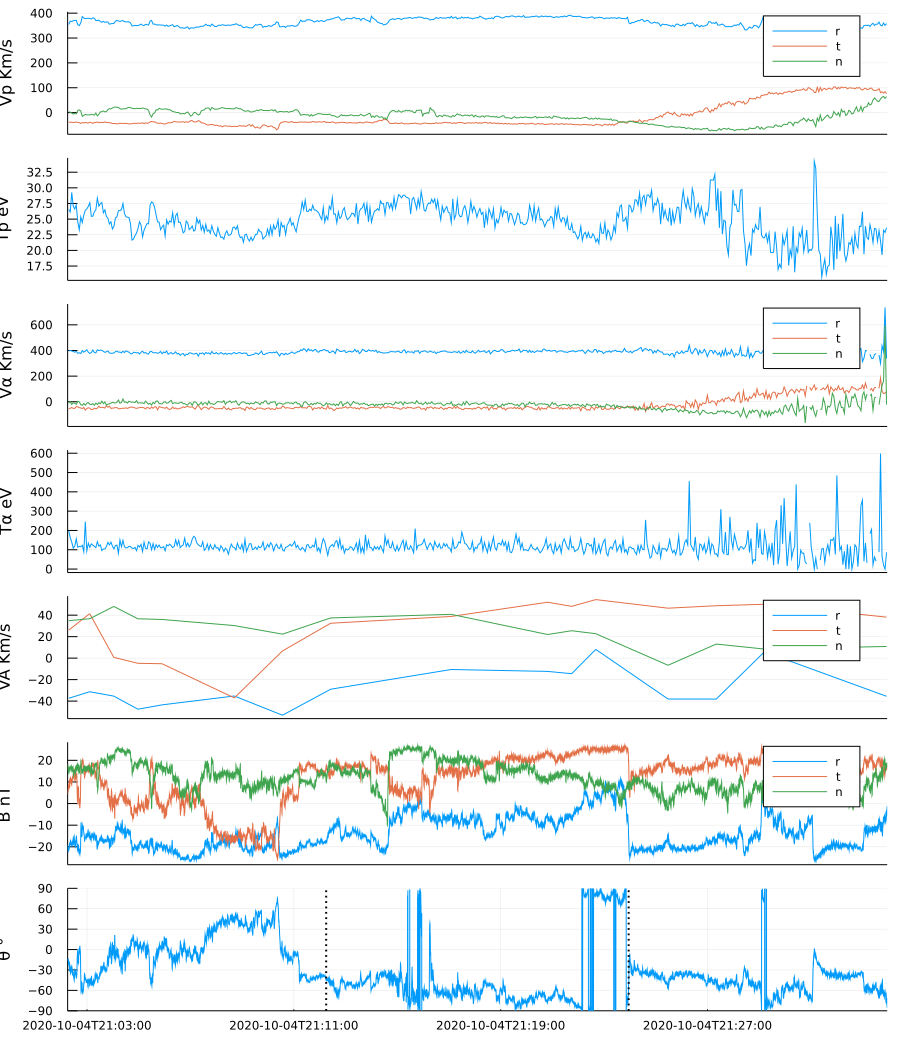 400
300
200
100
0
Vp Km/s
r
t
n
32.5
30.0
27.5
25.0
22.5
20.0
17.5
Tp eV
600
400
200
0
Vα Km/s
r
t
n
600
500
400
300
200
100
0
Tα eV
40
20
0
−20
−40
VA Km/s
r
t
n
20
10
0
−10
−20
B nT
r
t
n
90
60
30
0
−30
−60
−90
θ °
2020-10-04T21:03:00
2020-10-04T21:11:00
2020-10-04T21:19:00
2020-10-04T21:27:00